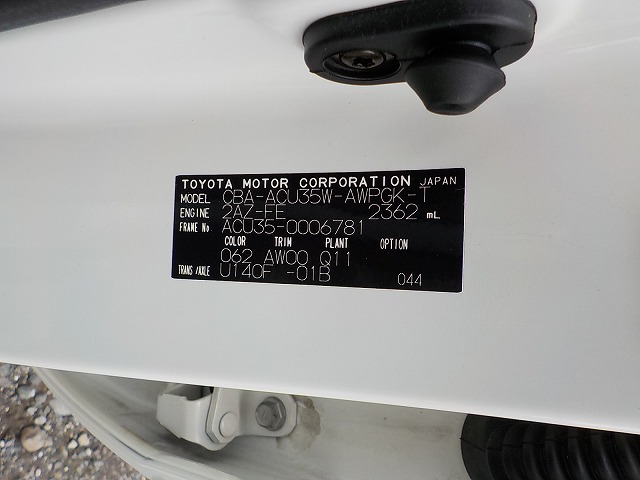 TOYOTA MOTOR CORPORATION JAPAN
MODEL CBA-ACU35W-AWPGK-T
ENGINE 2AZ-FE 2362 mL
FRAME No. ACU35-0006781
COLOR TRIM PLANT OPTION
062 AW00 Q11
TRANS/AXLE U140F -01B 044